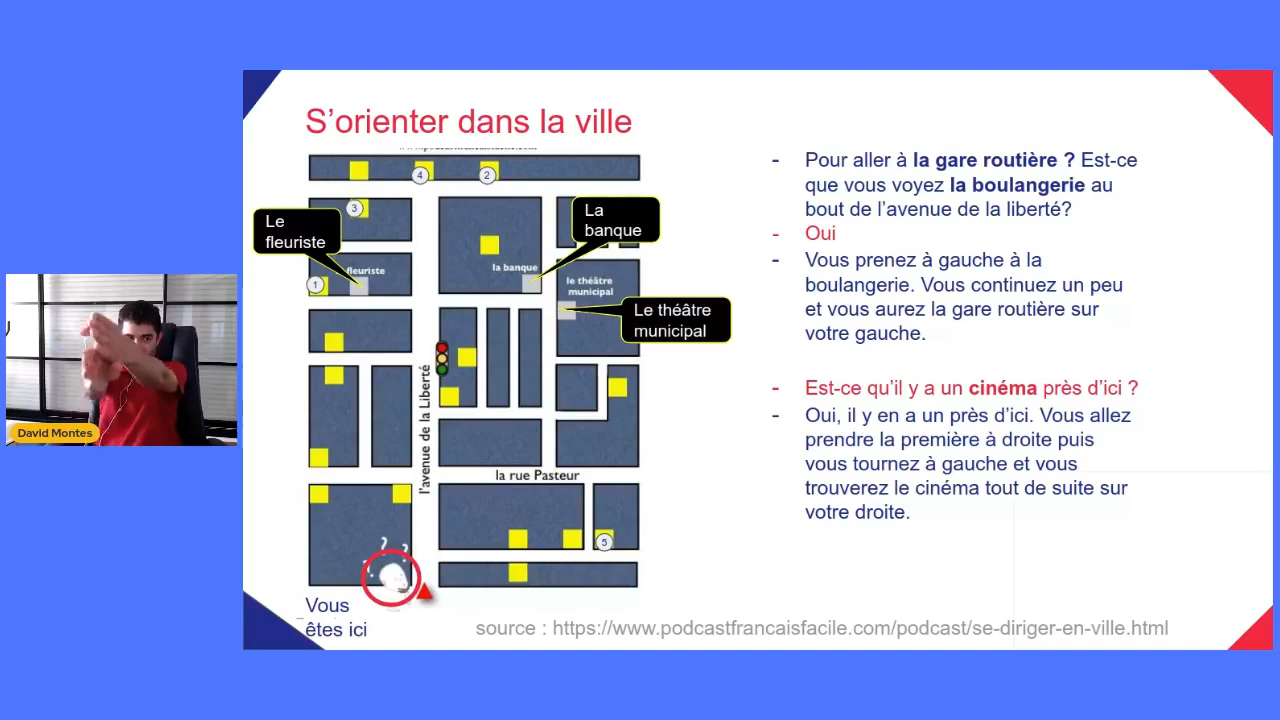 S'orienter dans la ville
4
2
3
Le
fleuriste
La
banque
fleuriste
la banque
1
le théâtre
municipal
Le théâtre
municipal
l'avenue de la Liberté
la rue Pasteur
5
? ? ? ?
Vous
êtes ici
- Pour aller à la gare routière ? Est-ce
que vous voyez la boulangerie au
bout de l'avenue de la liberté?
- Oui
- Vous prenez à gauche à la
boulangerie. Vous continuez un peu
et vous aurez la gare routière sur
votre gauche.
- Est-ce qu'il y a un cinéma près d'ici ?
- Oui, il y en a un près d'ici. Vous allez
prendre la première à droite puis
vous tournez à gauche et vous
trouverez le cinéma tout de suite sur
votre droite.
source : https://www.podcastfrancaisfacile.com/podcast/se-diriger-en-ville.html
David Montes